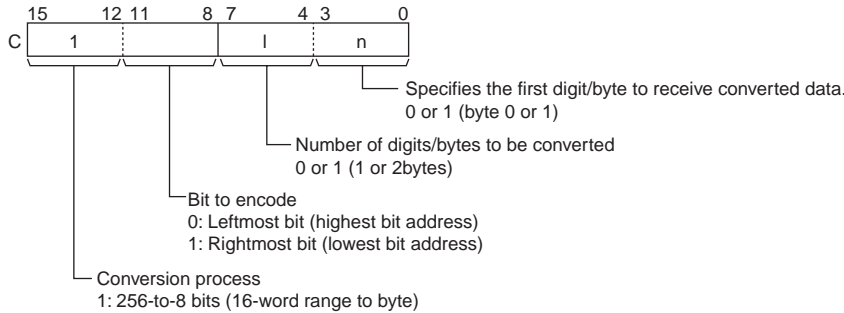 15 12 11 8 7 4 3 0
C 1 l n
Specifies the first digit/byte to receive converted data.
0 or 1 (byte 0 or 1)
Number of digits/bytes to be converted
0 or 1 (1 or 2bytes)
Bit to encode
0: Leftmost bit (highest bit address)
1: Rightmost bit (lowest bit address)
Conversion process
1: 256-to-8 bits (16-word range to byte)